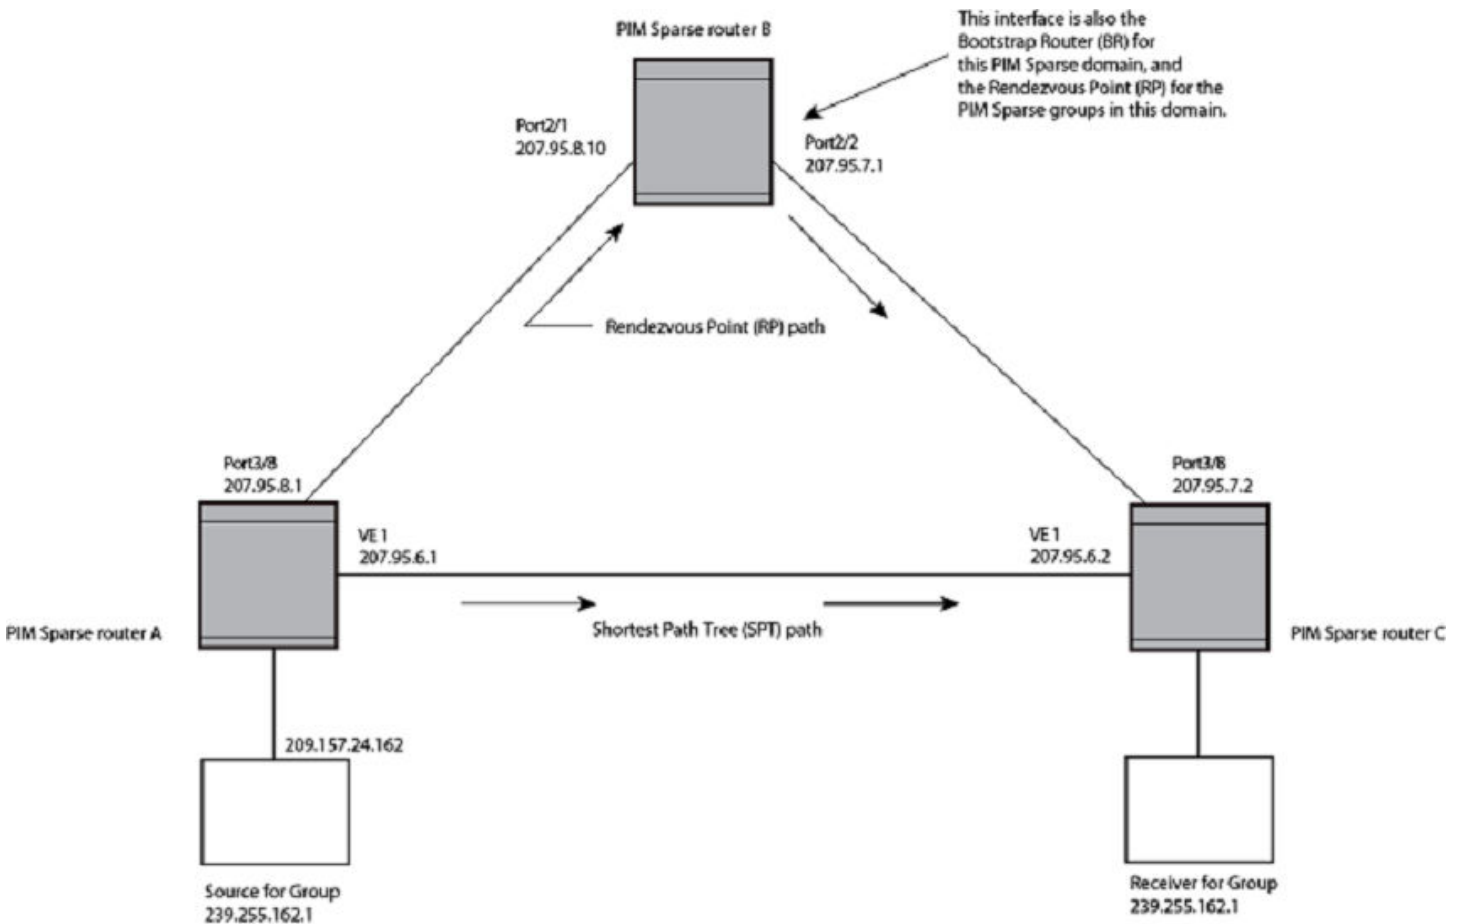 PIM Sparse router B
This interface is also the
Bootstrap Router (BR) for
this PIM Sparse domain, and
the Rendezvous Point (RP) for the
PIM Sparse groups in this domain.
Port2/1
207.95.8.10
Port2/2
207.95.7.1
Rendezvous Point (RP) path
Port3/8
207.95.8.1
Port3/8
207.95.7.2
VE1
207.95.6.1
VE1
207.95.6.2
Shortest Path Tree (SPT) path
PIM Sparse router A
PIM Sparse router C
209.157.24.162
Source for Group
239.255.162.1
Receiver for Group
239.255.162.1